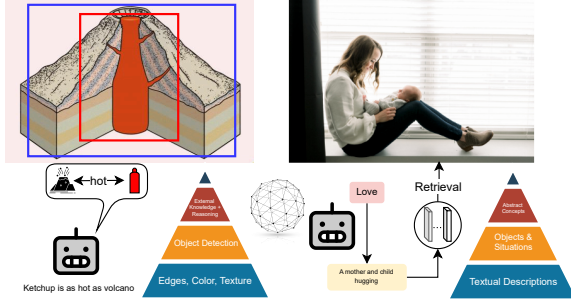 hot
Ketchup is as hot as volcano
External
Knowledge +
Reasoning
Object Detection
Edges, Color, Texture
Love
A mother and child
hugging
Retrieval
...
Abstract
Concepts
Objects &
Situations
Textual Descriptions